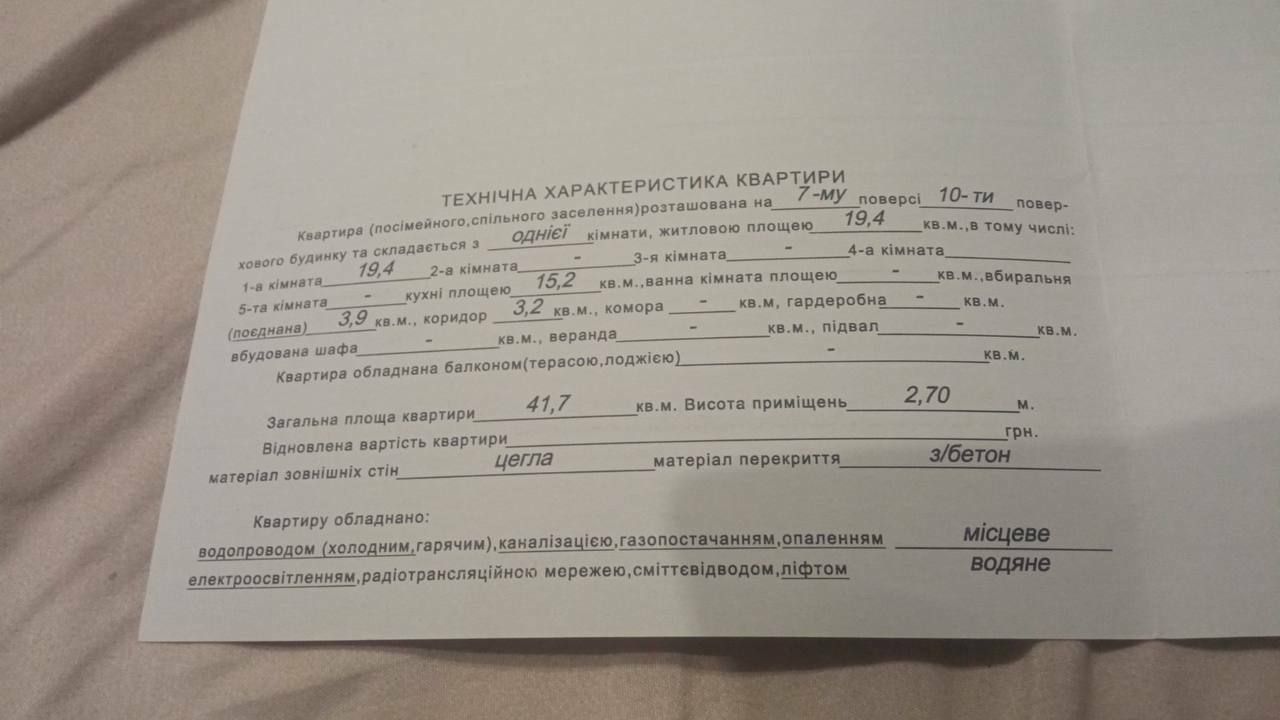 ТЕХНІЧНА ХАРАКТЕРИСТИКА КВАРТИРИ
Квартира (посімейного,спільного заселення)розташована на 7-му поверсі 10-ти повер-
хового будинку та складається з однієї кімнати, житловою площею 19,4 кв.м.,в тому числі:
1-а кімната 19,4 2-а кімната - 3-я кімната - 4-а кімната
5-та кімната - кухні площею 15,2 кв.м.,ванна кімната площею - кв.м.,вбиральня
(поєднана) 3,9 кв.м., коридор 3,2 кв.м., комора - кв.м, гардеробна - кв.м.
вбудована шафа - кв.м., веранда - кв.м., підвал - кв.м.
Квартира обладнана балконом(терасою,лоджією) - кв.м.
Загальна площа квартири 41,7 кв.м. Висота приміщень 2,70 м.
Відновлена вартість квартири грн.
матеріал зовнішніх стін цегла матеріал перекриття з/бетон
Квартиру обладнано:
водопроводом (холодним,гарячим),каналізацією,газопостачанням,опаленням місцеве
електроосвітленням,радіотрансляційною мережею,сміттєвідводом,ліфтом водяне